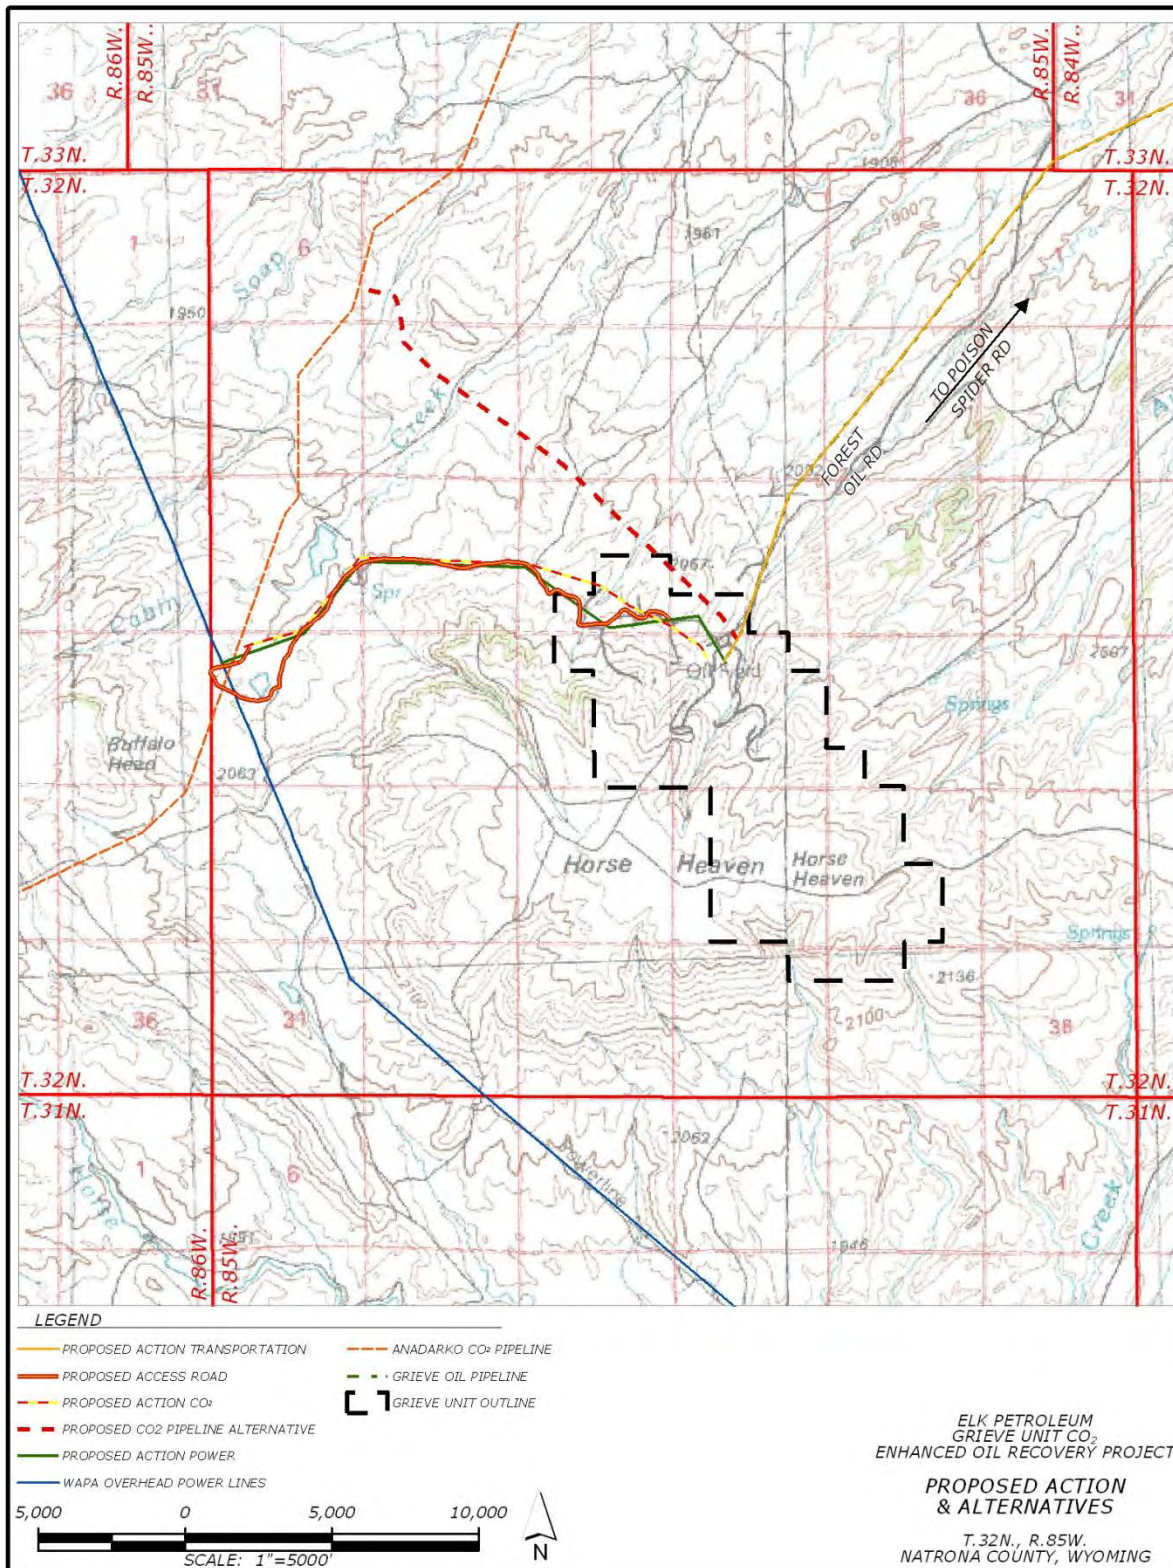 R.86W.
R.85W.
R.85W.
R.84W.
36
31
36
31
T.33N.
T.33N.
T.32N.
T.32N.
1
6
Soap
1961
1900
1
1950
Creek
TO POISON
SPIDER RD
FOREST
OIL RD
2067
Spr
Cabin
Springs
Buffalo
Head
2063
Horse Heaven
Horse
Heaven
Springs
2136
36
31
2100
2100
T.32N.
T.32N.
T.31N.
T.31N.
2062
Powerline
1
6
1
Creek
R.86W.
R.85W.
1946
LEGEND
PROPOSED ACTION TRANSPORTATION
PROPOSED ACCESS ROAD
PROPOSED ACTION CO₂
PROPOSED CO2 PIPELINE ALTERNATIVE
PROPOSED ACTION POWER
WAPA OVERHEAD POWER LINES
ANADARKO CO₂ PIPELINE
GRIEVE OIL PIPELINE
GRIEVE UNIT OUTLINE
5,000 0 5,000 10,000
SCALE: 1"=5000'
N
ELK PETROLEUM
GRIEVE UNIT CO₂
ENHANCED OIL RECOVERY PROJECT
PROPOSED ACTION
& ALTERNATIVES
T.32N., R.85W.
NATRONA COUNTY, WYOMING